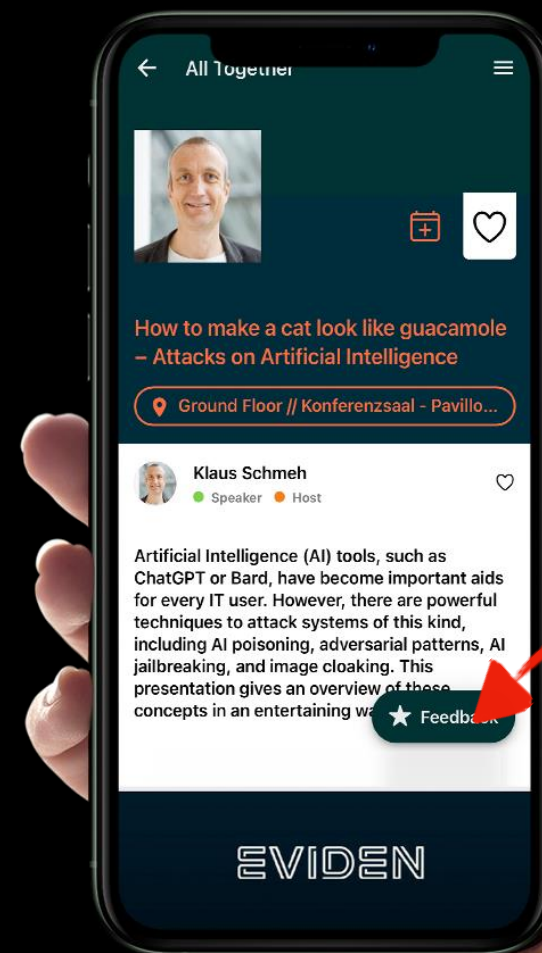 All Together
How to make a cat look like guacamole
– Attacks on Artificial Intelligence
Ground Floor // Konferenzsaal - Pavillo...
Klaus Schmeh
Speaker Host
Artificial Intelligence (AI) tools, such as
ChatGPT or Bard, have become important aids
for every IT user. However, there are powerful
techniques to attack systems of this kind,
including AI poisoning, adversarial patterns, AI
jailbreaking, and image cloaking. This
presentation gives an overview of these
concepts in an entertaining
Feedback
EVIDEN